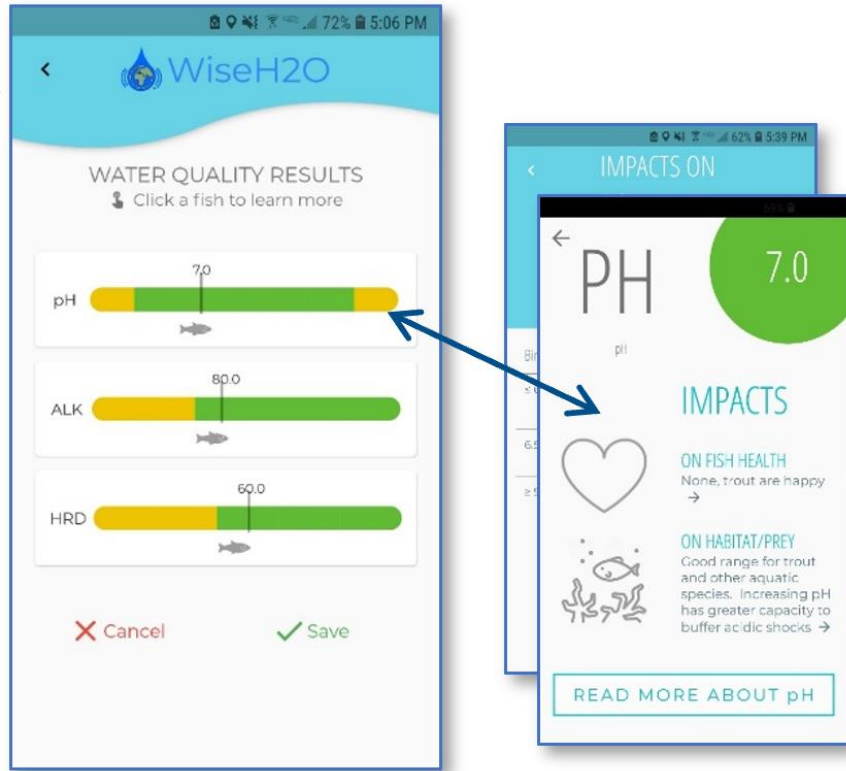 72% 5:06 PM
WiseH2O
WATER QUALITY RESULTS
Click a fish to learn more
7.0
pH
80.0
ALK
60.0
HRD
Cancel
Save
62% 5:39 PM
IMPACTS ON
69%
PH
7.0
pH
IMPACTS
ON FISH HEALTH
None, trout are happy
→
ON HABITAT/PREY
Good range for trout
and other aquatic
species. Increasing pH
has greater capacity to
buffer acidic shocks →
READ MORE ABOUT pH